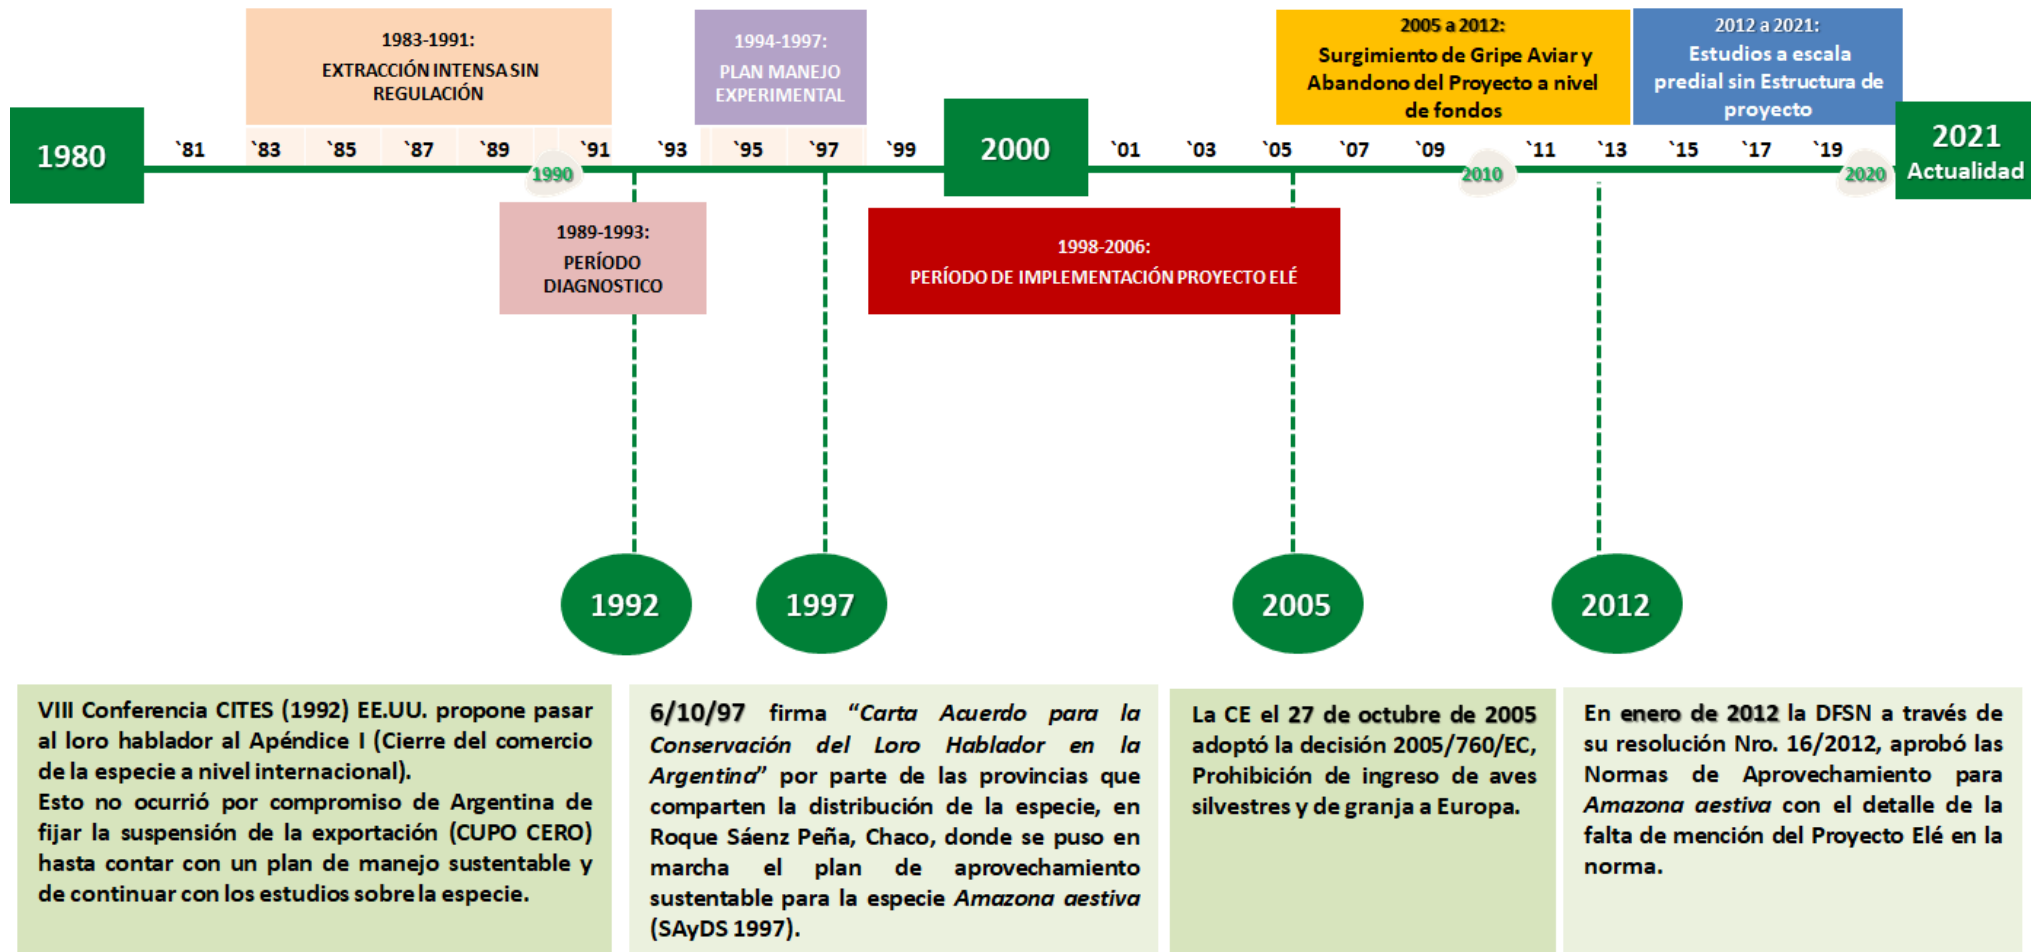 1983-1991:
EXTRACCIÓN INTENSA SIN
REGULACIÓN
1994-1997:
PLAN MANEJO
EXPERIMENTAL
2005 a 2012:
Surgimiento de Gripe Aviar y
Abandono del Proyecto a nivel
de fondos
2012 a 2021:
Estudios a escala
predial sin Estructura de
proyecto
1980
`81
`83
`85
`87
`89
1990
`91
`93
`95
`97
`99
2000
`01
`03
`05
`07
`09
2010
`11
`13
`15
`17
`19
2020
2021
Actualidad
1989-1993:
PERÍODO
DIAGNOSTICO
1998-2006:
PERÍODO DE IMPLEMENTACIÓN PROYECTO ELÉ
1992
1997
2005
2012
VIII Conferencia CITES (1992) EE.UU. propone pasar
al loro hablador al Apéndice I (Cierre del comercio
de la especie a nivel internacional).
Esto no ocurrió por compromiso de Argentina de
fijar la suspensión de la exportación (CUPO CERO)
hasta contar con un plan de manejo sustentable y
de continuar con los estudios sobre la especie.
6/10/97 firma “Carta Acuerdo para la
Conservación del Loro Hablador en la
Argentina” por parte de las provincias que
comparten la distribución de la especie, en
Roque Sáenz Peña, Chaco, donde se puso en
marcha el plan de aprovechamiento
sustentable para la especie Amazona aestiva
(SAyDS 1997).
La CE el 27 de octubre de 2005
adoptó la decisión 2005/760/EC,
Prohibición de ingreso de aves
silvestres y de granja a Europa.
En enero de 2012 la DFSN a través de
su resolución Nro. 16/2012, aprobó las
Normas de Aprovechamiento para
Amazona aestiva con el detalle de la
falta de mención del Proyecto Elé en la
norma.